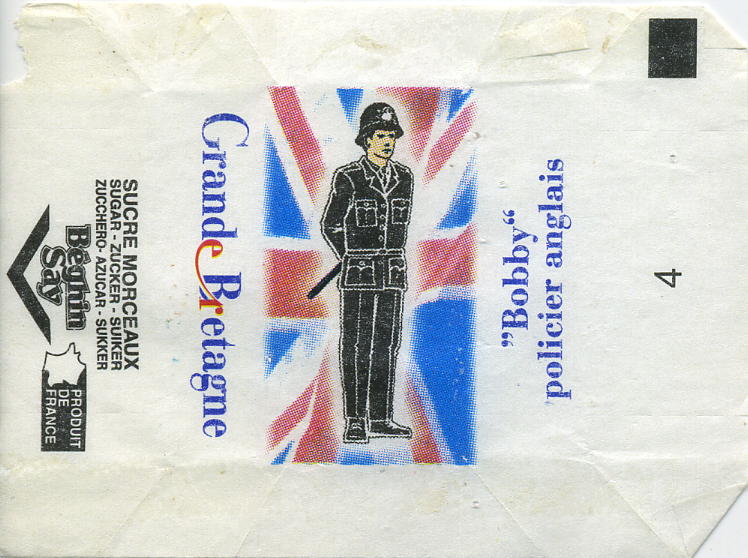 Grande Bretagne
"Bobby"
policier anglais
4
SUCRE MORCEAUX
SUGAR - ZUCKER - SUIKER
ZUCCHERO - AZUCAR - SUKKER
Béghin
Say
PRODUIT
DE
FRANCE